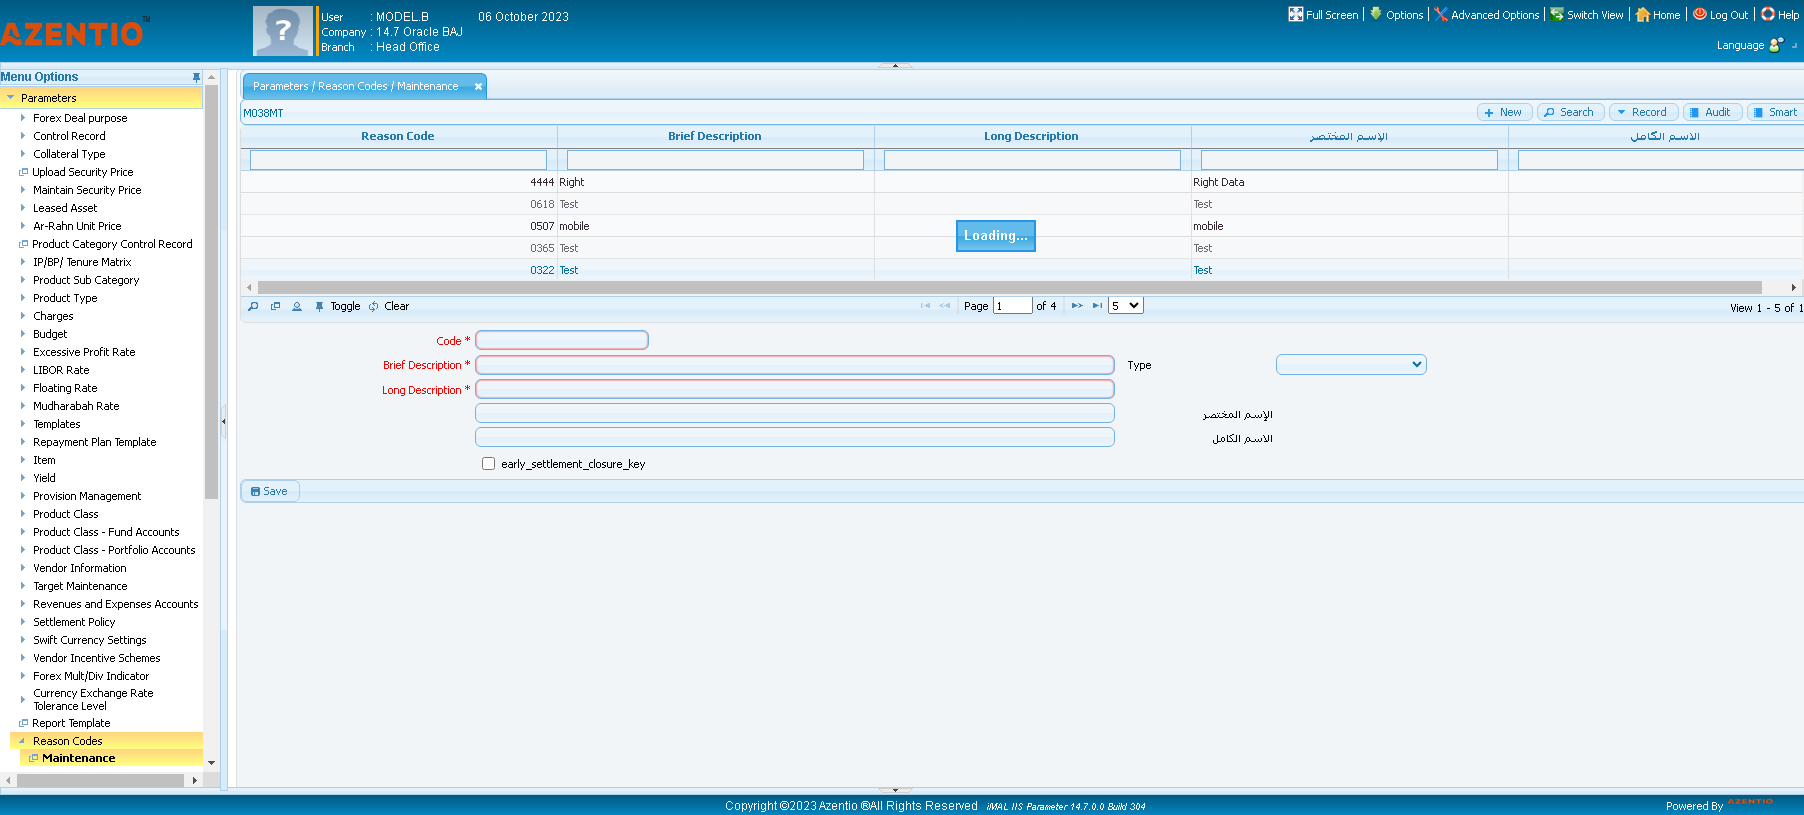 AZENTIO™
User : MODEL.B 06 October 2023
Company : 14.7 Oracle BAJ
Branch : Head Office
Full Screen | Options | Advanced Options | Switch View | Home | Log Out | Help
Language
Menu Options
Parameters
Forex Deal purpose
Control Record
Collateral Type
Upload Security Price
Maintain Security Price
Leased Asset
Ar-Rahn Unit Price
Product Category Control Record
IP/BP/ Tenure Matrix
Product Sub Category
Product Type
Charges
Budget
Excessive Profit Rate
LIBOR Rate
Floating Rate
Mudharabah Rate
Templates
Repayment Plan Template
Item
Yield
Provision Management
Product Class
Product Class - Fund Accounts
Product Class - Portfolio Accounts
Vendor Information
Target Maintenance
Revenues and Expenses Accounts
Settlement Policy
Swift Currency Settings
Vendor Incentive Schemes
Forex Mult/Div Indicator
Currency Exchange Rate
Tolerance Level
Report Template
Reason Codes
Maintenance
Parameters / Reason Codes / Maintenance
M038MT
New Search Record Audit Smart
Reason Code Brief Description Long Description الإسم المختصر الاسم الكامل
4444 Right Right Data
0618 Test Test
0507 mobile mobile
Loading...
0365 Test Test
0322 Test Test
Toggle Clear Page 1 of 4 5 View 1 - 5 of 1
Code *
Brief Description * Type
Long Description *
الإسم المختصر
الاسم الكامل
early_settlement_closure_key
Save
Copyright ©2023 Azentio ®All Rights Reserved iMAL IIS Parameter 14.7.0.0 Build 304
Powered By AZENTIO